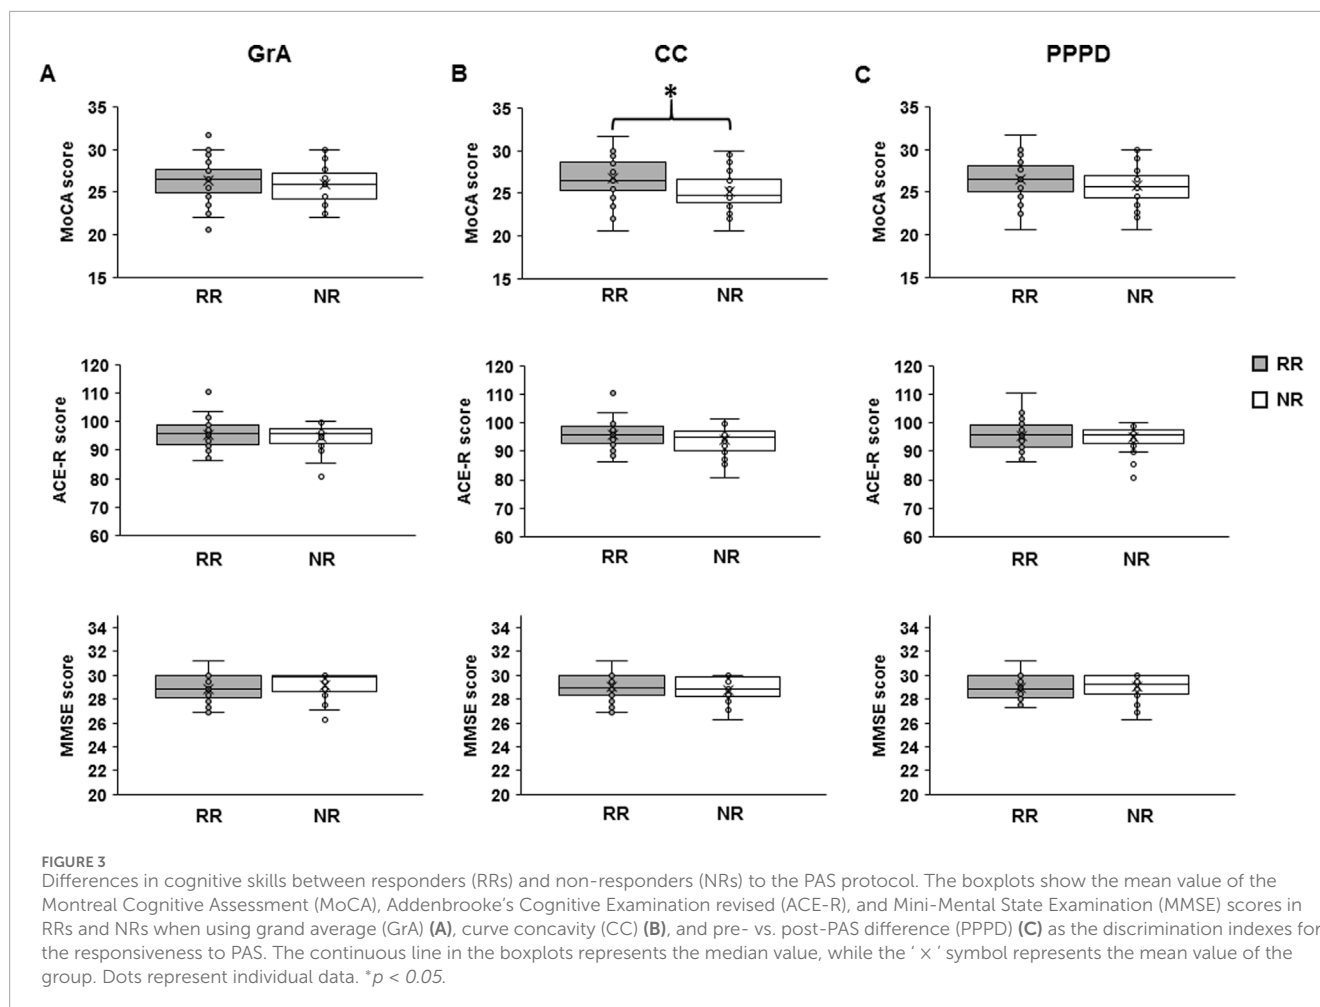 GrA
CC
PPPD
A
B
C
*
MoCA score
35
30
25
20
15
RR
NR
MoCA score
35
30
25
20
15
RR
NR
MoCA score
35
30
25
20
15
RR
NR
ACE-R score
120
110
100
90
80
70
60
RR
NR
ACE-R score
120
110
100
90
80
70
60
RR
NR
ACE-R score
120
110
100
90
80
70
60
RR
NR
RR
NR
MMSE score
34
32
30
28
26
24
22
20
RR
NR
MMSE score
34
32
30
28
26
24
22
20
RR
NR
MMSE score
34
32
30
28
26
24
22
20
RR
NR
FIGURE 3
Differences in cognitive skills between responders (RRs) and non-responders (NRs) to the PAS protocol. The boxplots show the mean value of the
Montreal Cognitive Assessment (MoCA), Addenbrooke's Cognitive Examination revised (ACE-R), and Mini-Mental State Examination (MMSE) scores in
RRs and NRs when using grand average (GrA) (A), curve concavity (CC) (B), and pre- vs. post-PAS difference (PPPD) (C) as the discrimination indexes for
the responsiveness to PAS. The continuous line in the boxplots represents the median value, while the ' × ' symbol represents the mean value of the
group. Dots represent individual data. *p < 0.05.